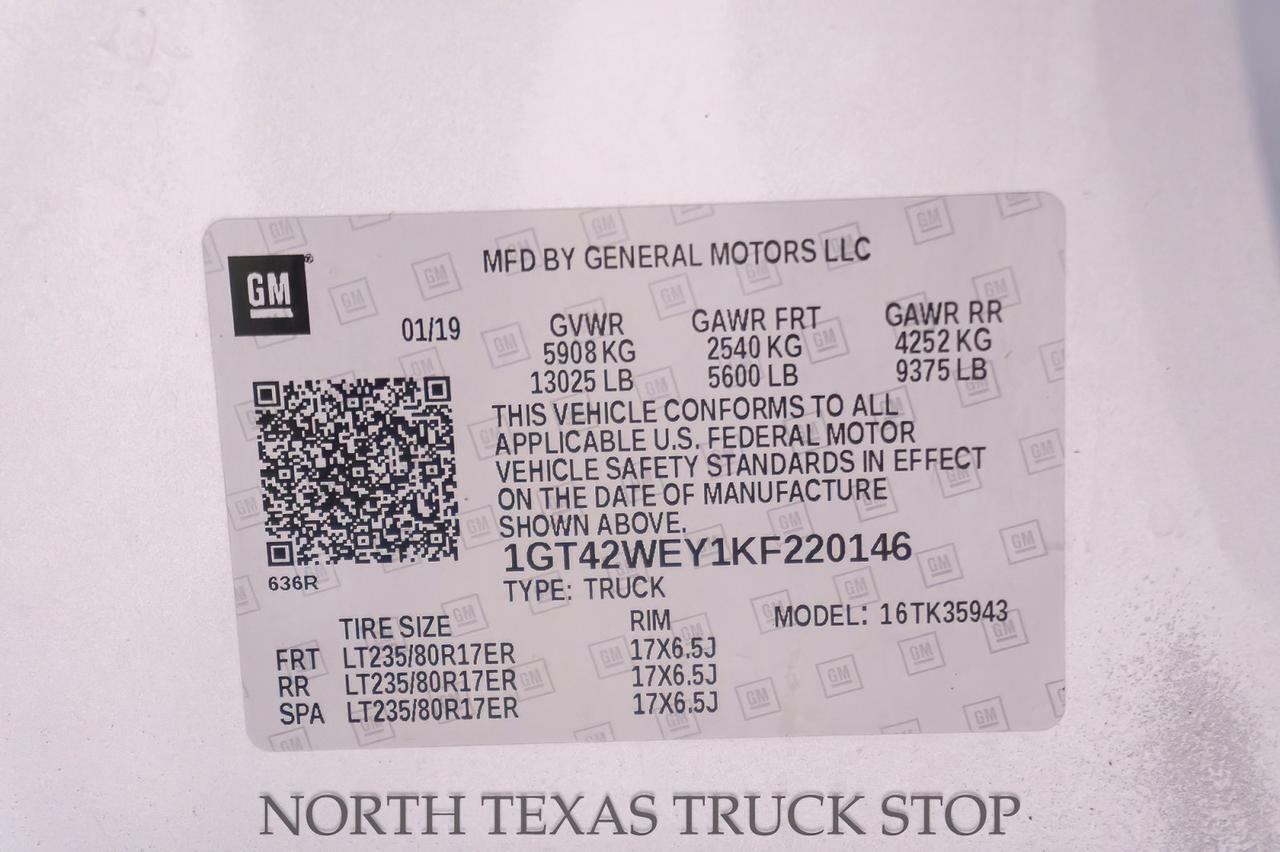 GM
MFD BY GENERAL MOTORS LLC
01/19 GVWR GAWR FRT GAWR RR
5908 KG 2540 KG 4252 KG
13025 LB 5600 LB 9375 LB
THIS VEHICLE CONFORMS TO ALL
APPLICABLE U.S. FEDERAL MOTOR
VEHICLE SAFETY STANDARDS IN EFFECT
ON THE DATE OF MANUFACTURE
SHOWN ABOVE.
1GT42WEY1KF220146
636R
TYPE: TRUCK
MODEL: 16TK35943
TIRE SIZE RIM
FRT LT235/80R17ER 17X6.5J
RR LT235/80R17ER 17X6.5J
SPA LT235/80R17ER 17X6.5J
NORTH TEXAS TRUCK STOP